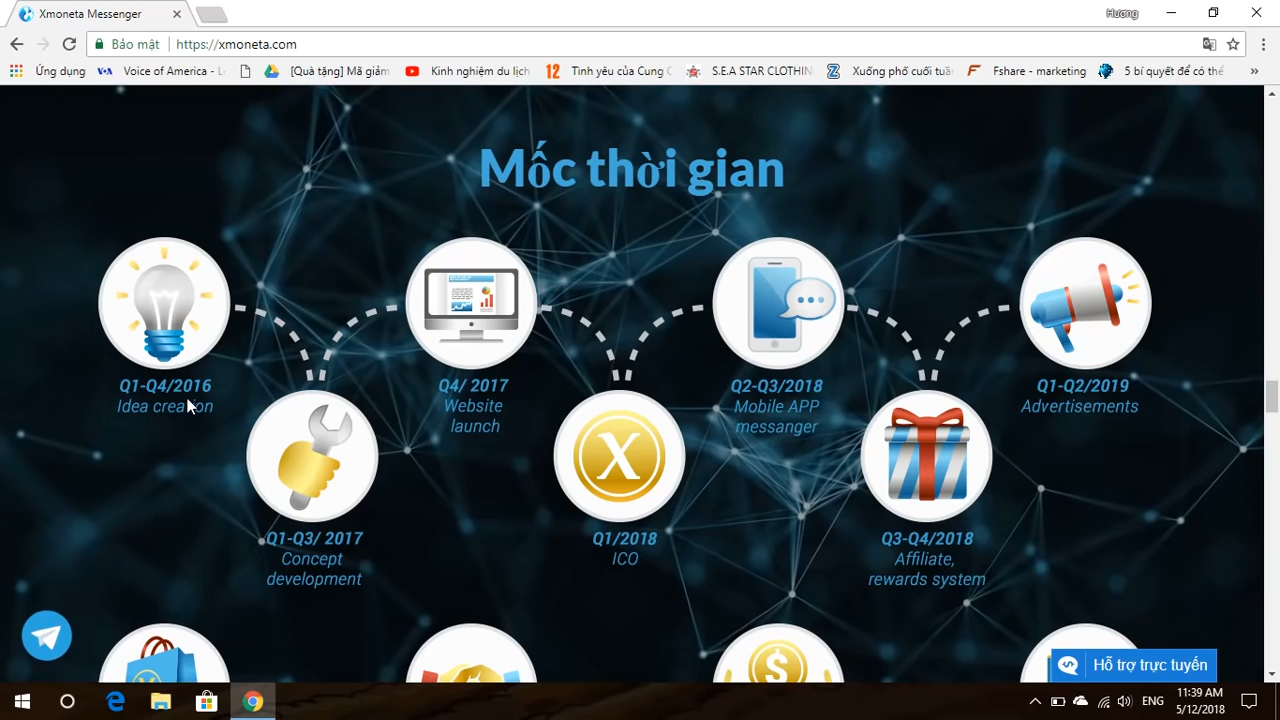 Xmoneta Messenger
Hương
Bảo mật
https://xmoneta.com
Ứng dụng
VOA
Voice of America - L
[Quà tặng] Mã giảm
Kinh nghiệm du lịch
12
Tình yêu của Cung C
S.E.A STAR CLOTHIN
Z
Xuống phố cuối tuần
F
Fshare - marketing
5 bí quyết để có thể
»
Mốc thời gian
Q1-Q4/2016
Idea creation
Q4/ 2017
Website
launch
Q2-Q3/2018
Mobile APP
messanger
Q1-Q2/2019
Advertisements
X
Q1-Q3/ 2017
Concept
development
Q1/2018
ICO
Q3-Q4/2018
Affiliate,
rewards system
$
Hỗ trợ trực tuyến
ENG
11:39 AM
5/12/2018